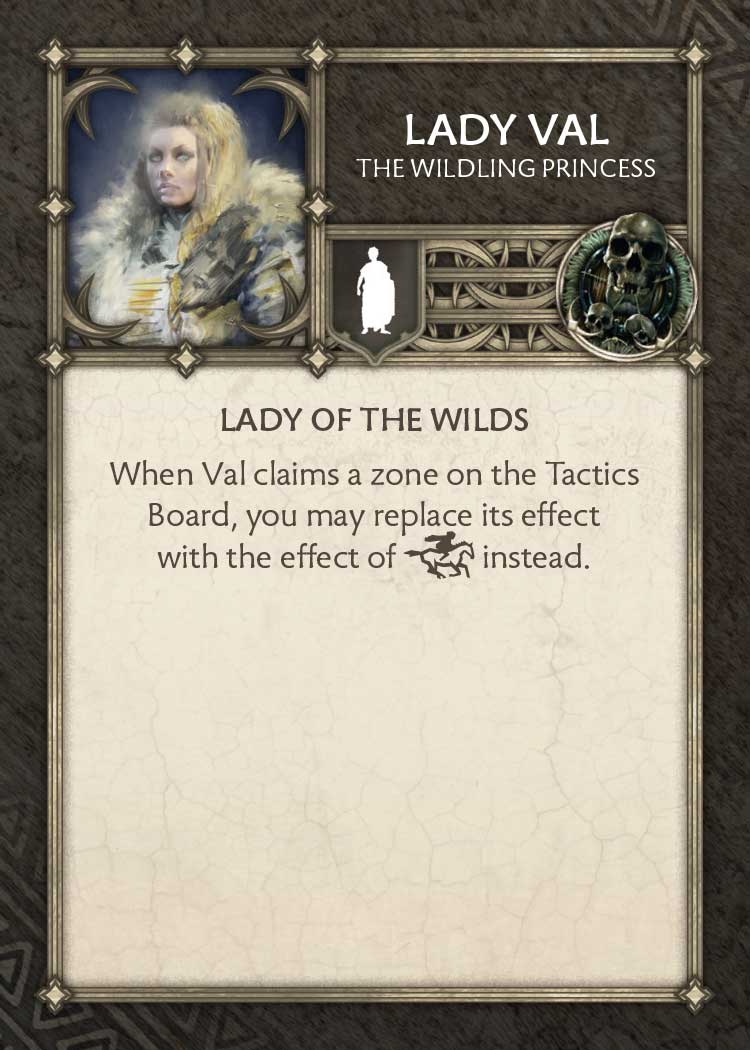 LADY VAL
THE WILDLING PRINCESS
LADY OF THE WILDS
When Val claims a zone on the Tactics
Board, you may replace its effect
with the effect of instead.